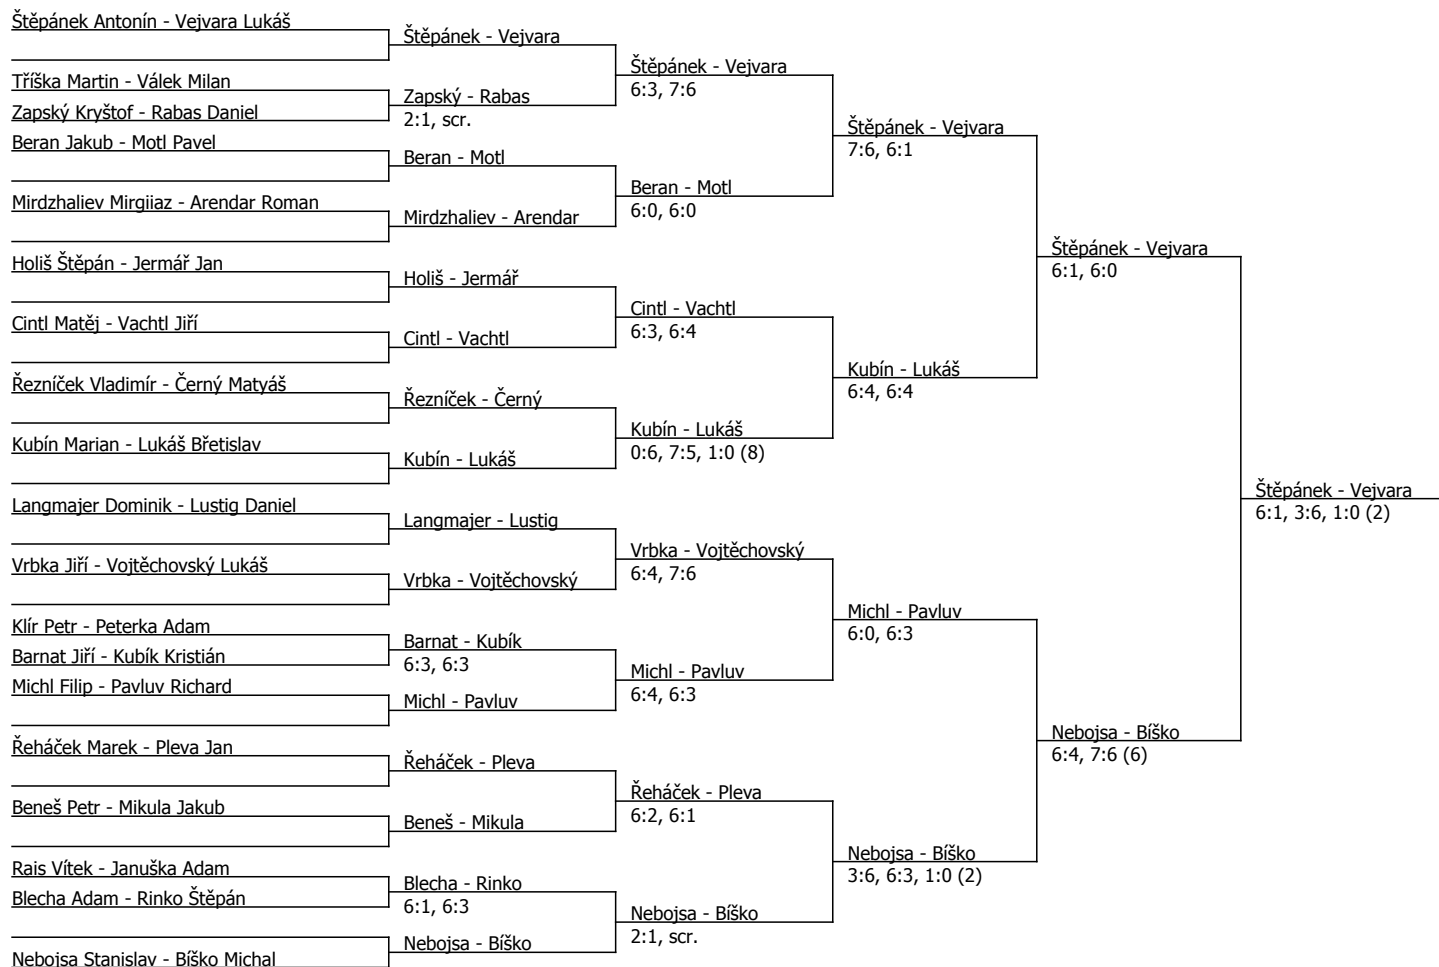 Štěpánek Antonín - Vejvara Lukáš
Tříška Martin - Válek Milan
Zapský Kryštof - Rabas Daniel
Beran Jakub - Motl Pavel
Mirdzhaliev Mirgiiaz - Arendar Roman
Holiš Štěpán - Jermář Jan
Cintl Matěj - Vachtl Jiří
Řezníček Vladimír - Černý Matyáš
Kubín Marian - Lukáš Břetislav
Langmajer Dominik - Lustig Daniel
Vrbka Jiří - Vojtěchovský Lukáš
Klír Petr - Peterka Adam
Barnat Jiří - Kubík Kristián
Michl Filip - Pavluv Richard
Řeháček Marek - Pleva Jan
Beneš Petr - Mikula Jakub
Rais Vítek - Januška Adam
Blecha Adam - Rinko Štěpán
Nebojsa Stanislav - Bíško Michal
Štěpánek - Vejvara
Zapský - Rabas
2:1, scr.
Beran - Motl
Mirdzhaliev - Arendar
Holiš - Jermář
Cintl - Vachtl
Řezníček - Černý
Kubín - Lukáš
Langmajer - Lustig
Vrbka - Vojtěchovský
Barnat - Kubík
6:3, 6:3
Michl - Pavluv
Řeháček - Pleva
Beneš - Mikula
Blecha - Rinko
6:1, 6:3
Nebojsa - Bíško
Štěpánek - Vejvara
6:3, 7:6
Beran - Motl
6:0, 6:0
Cintl - Vachtl
6:3, 6:4
Kubín - Lukáš
0:6, 7:5, 1:0 (8)
Vrbka - Vojtěchovský
6:4, 7:6
Michl - Pavluv
6:4, 6:3
Řeháček - Pleva
6:2, 6:1
Nebojsa - Bíško
2:1, scr.
Štěpánek - Vejvara
7:6, 6:1
Kubín - Lukáš
6:4, 6:4
Michl - Pavluv
6:0, 6:3
Nebojsa - Bíško
3:6, 6:3, 1:0 (2)
Štěpánek - Vejvara
6:1, 6:0
Nebojsa - Bíško
6:4, 7:6 (6)
Štěpánek - Vejvara
6:1, 3:6, 1:0 (2)